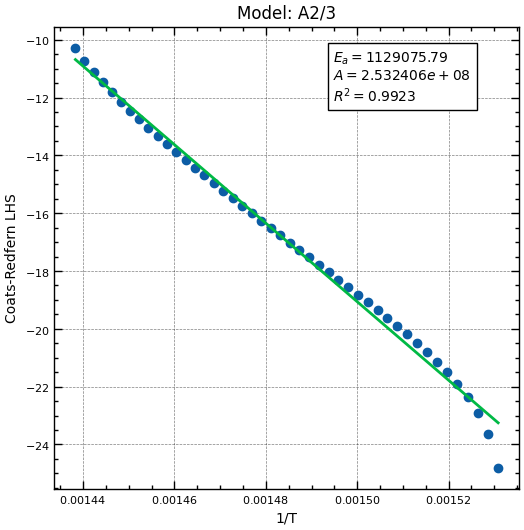 Model: A2/3
E_a = 1129075.79
A = 2.532406e + 08
R² = 0.9923
Coats-Redfern LHS
−10
−12
−14
−16
−18
−20
−22
−24
0.00144 0.00146 0.00148 0.00150 0.00152
1/T